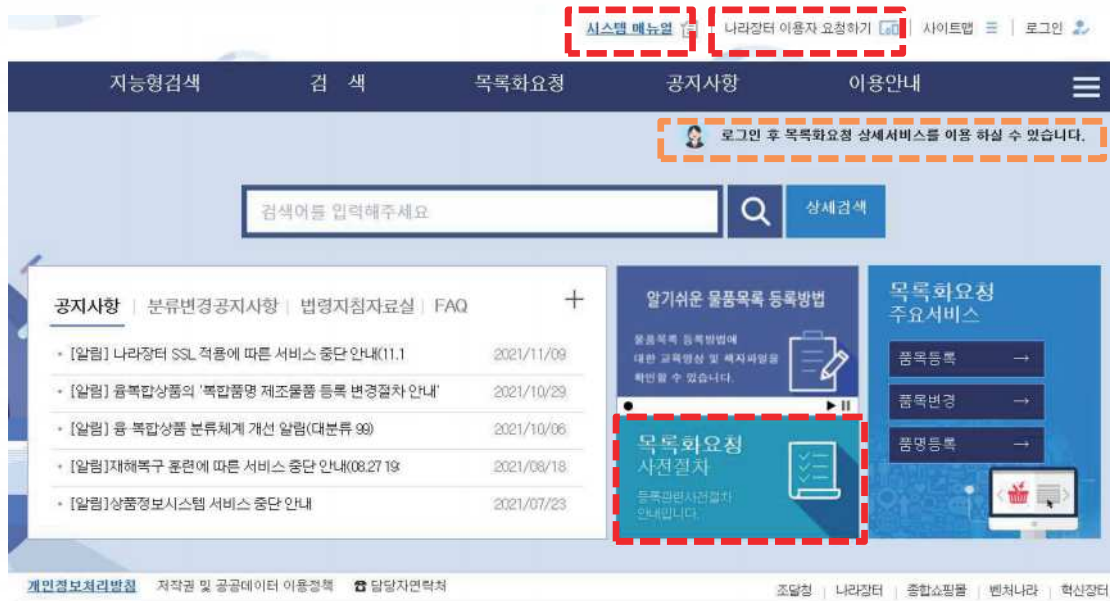 시스템 메뉴얼 | 나라장터 이용자 요청하기 | 사이트맵 | 로그인
지능형검색 검 색 목록화요청 공지사항 이용안내
로그인 후 목록화요청 상세서비스를 이용 하실 수 있습니다.
검색어를 입력해주세요 상세검색
공지사항 | 분류변경공지사항 | 법령지침자료실 | FAQ
[알림] 나라장터 SSL 적용에 따른 서비스 중단 안내(11.1 2021/11/09
[알림] 융복합상품의 '복합품명 제조물품 등록 변경절차 안내' 2021/10/29
[알림] 융·복합상품 분류체계 개선 알림(대분류 99) 2021/10/06
[알림]재해복구 훈련에 따른 서비스 중단 안내(08.27 19: 2021/08/18
[알림]상품정보시스템 서비스 중단 안내 2021/07/23
알기쉬운 물품목록 등록방법
물품목록 등록방법에
대한 교육영상 및 책자파일을
확인할 수 있습니다.
목록화요청
사전절차
등록관련사전절차
안내입니다.
목록화요청
주요서비스
품목등록 →
품목변경 →
품명등록 →
개인정보처리방침 저작권 및 공공데이터 이용정책 ☎ 담당자연락처
조달청 | 나라장터 | 종합쇼핑몰 | 벤처나라 | 혁신장터